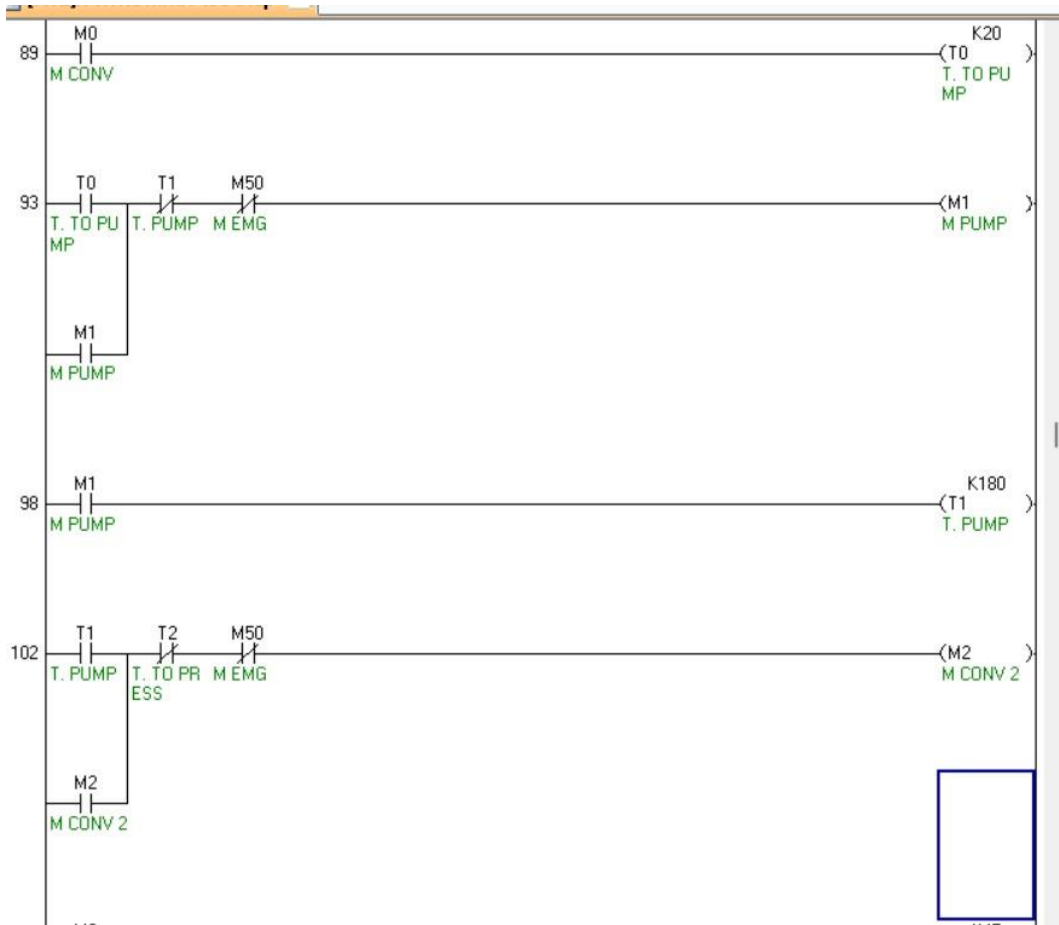 M0 K20
89 (T0 )
M CONV T. TO PU
MP
T0 T1 M50
93 (M1 )
T. TO PU T. PUMP M EMG M PUMP
MP
M1
M PUMP
M1 K180
98 (T1 )
M PUMP T. PUMP
T1 T2 M50
102 (M2 )
T. PUMP T. TO PR M EMG M CONV 2
ESS
M2
M CONV 2